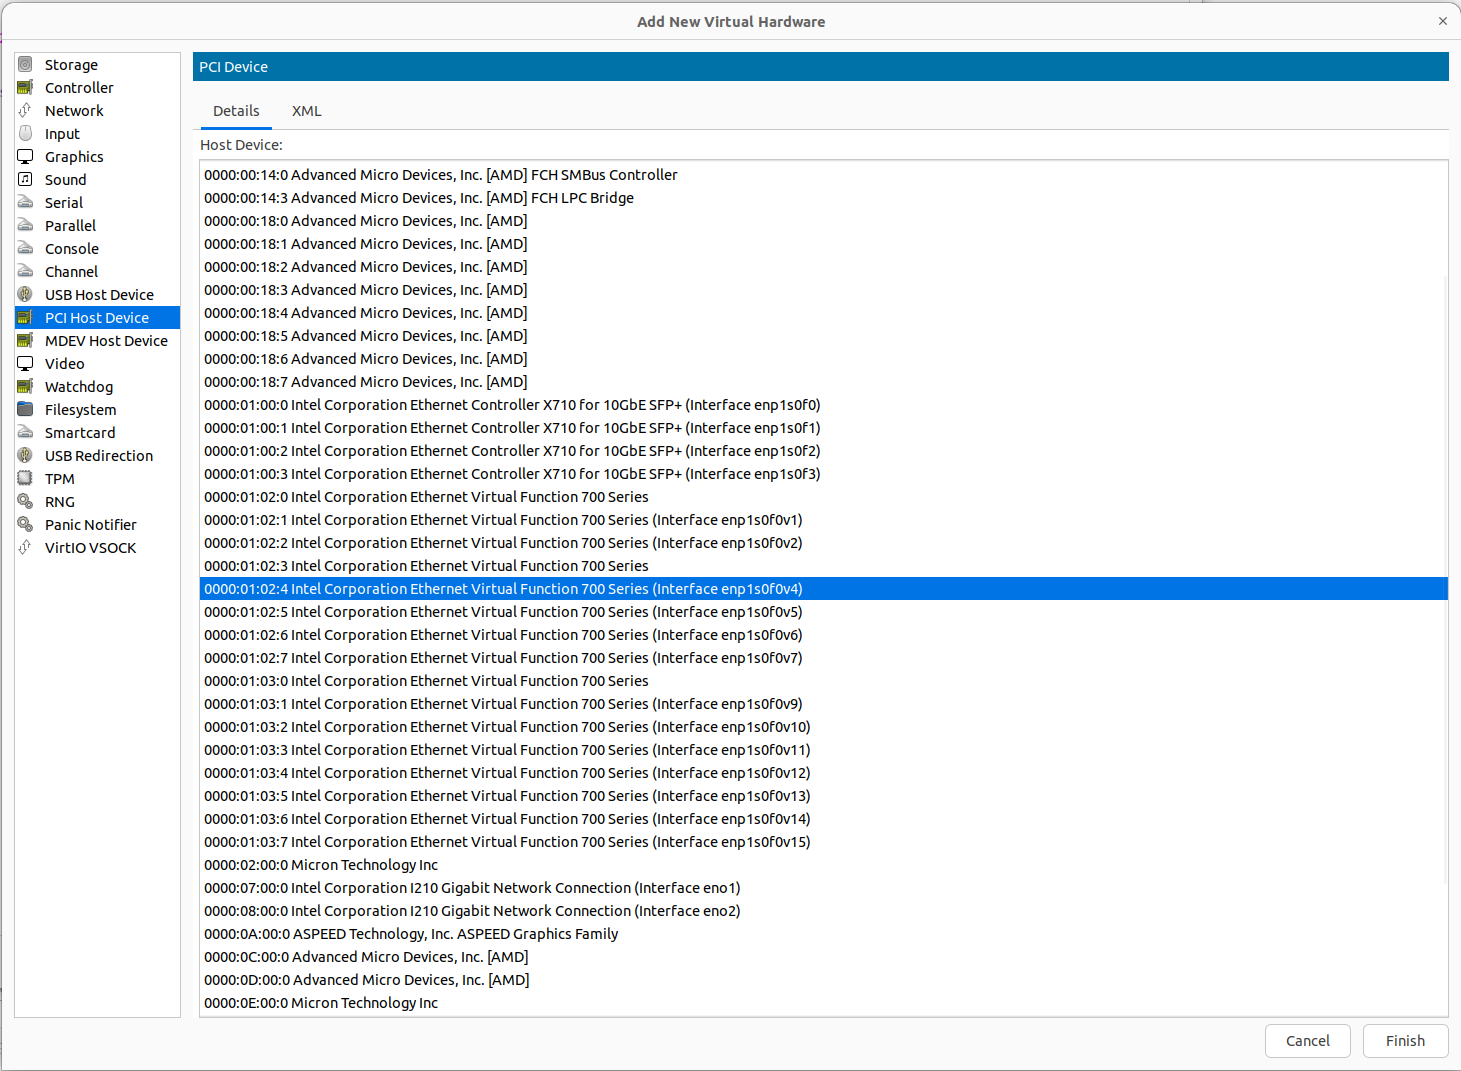 Add New Virtual Hardware
Storage
Controller
Network
Input
Graphics
Sound
Serial
Parallel
Console
Channel
USB Host Device
PCI Host Device
MDEV Host Device
Video
Watchdog
Filesystem
Smartcard
USB Redirection
TPM
RNG
Panic Notifier
VirtIO VSOCK
PCI Device
Details XML
Host Device:
0000:00:14:0 Advanced Micro Devices, Inc. [AMD] FCH SMBus Controller
0000:00:14:3 Advanced Micro Devices, Inc. [AMD] FCH LPC Bridge
0000:00:18:0 Advanced Micro Devices, Inc. [AMD]
0000:00:18:1 Advanced Micro Devices, Inc. [AMD]
0000:00:18:2 Advanced Micro Devices, Inc. [AMD]
0000:00:18:3 Advanced Micro Devices, Inc. [AMD]
0000:00:18:4 Advanced Micro Devices, Inc. [AMD]
0000:00:18:5 Advanced Micro Devices, Inc. [AMD]
0000:00:18:6 Advanced Micro Devices, Inc. [AMD]
0000:00:18:7 Advanced Micro Devices, Inc. [AMD]
0000:01:00:0 Intel Corporation Ethernet Controller X710 for 10GbE SFP+ (Interface enp1s0f0)
0000:01:00:1 Intel Corporation Ethernet Controller X710 for 10GbE SFP+ (Interface enp1s0f1)
0000:01:00:2 Intel Corporation Ethernet Controller X710 for 10GbE SFP+ (Interface enp1s0f2)
0000:01:00:3 Intel Corporation Ethernet Controller X710 for 10GbE SFP+ (Interface enp1s0f3)
0000:01:02:0 Intel Corporation Ethernet Virtual Function 700 Series
0000:01:02:1 Intel Corporation Ethernet Virtual Function 700 Series (Interface enp1s0f0v1)
0000:01:02:2 Intel Corporation Ethernet Virtual Function 700 Series (Interface enp1s0f0v2)
0000:01:02:3 Intel Corporation Ethernet Virtual Function 700 Series
0000:01:02:4 Intel Corporation Ethernet Virtual Function 700 Series (Interface enp1s0f0v4)
0000:01:02:5 Intel Corporation Ethernet Virtual Function 700 Series (Interface enp1s0f0v5)
0000:01:02:6 Intel Corporation Ethernet Virtual Function 700 Series (Interface enp1s0f0v6)
0000:01:02:7 Intel Corporation Ethernet Virtual Function 700 Series (Interface enp1s0f0v7)
0000:01:03:0 Intel Corporation Ethernet Virtual Function 700 Series
0000:01:03:1 Intel Corporation Ethernet Virtual Function 700 Series (Interface enp1s0f0v9)
0000:01:03:2 Intel Corporation Ethernet Virtual Function 700 Series (Interface enp1s0f0v10)
0000:01:03:3 Intel Corporation Ethernet Virtual Function 700 Series (Interface enp1s0f0v11)
0000:01:03:4 Intel Corporation Ethernet Virtual Function 700 Series (Interface enp1s0f0v12)
0000:01:03:5 Intel Corporation Ethernet Virtual Function 700 Series (Interface enp1s0f0v13)
0000:01:03:6 Intel Corporation Ethernet Virtual Function 700 Series (Interface enp1s0f0v14)
0000:01:03:7 Intel Corporation Ethernet Virtual Function 700 Series (Interface enp1s0f0v15)
0000:02:00:0 Micron Technology Inc
0000:07:00:0 Intel Corporation I210 Gigabit Network Connection (Interface eno1)
0000:08:00:0 Intel Corporation I210 Gigabit Network Connection (Interface eno2)
0000:0A:00:0 ASPEED Technology, Inc. ASPEED Graphics Family
0000:0C:00:0 Advanced Micro Devices, Inc. [AMD]
0000:0D:00:0 Advanced Micro Devices, Inc. [AMD]
0000:0E:00:0 Micron Technology Inc
Cancel Finish